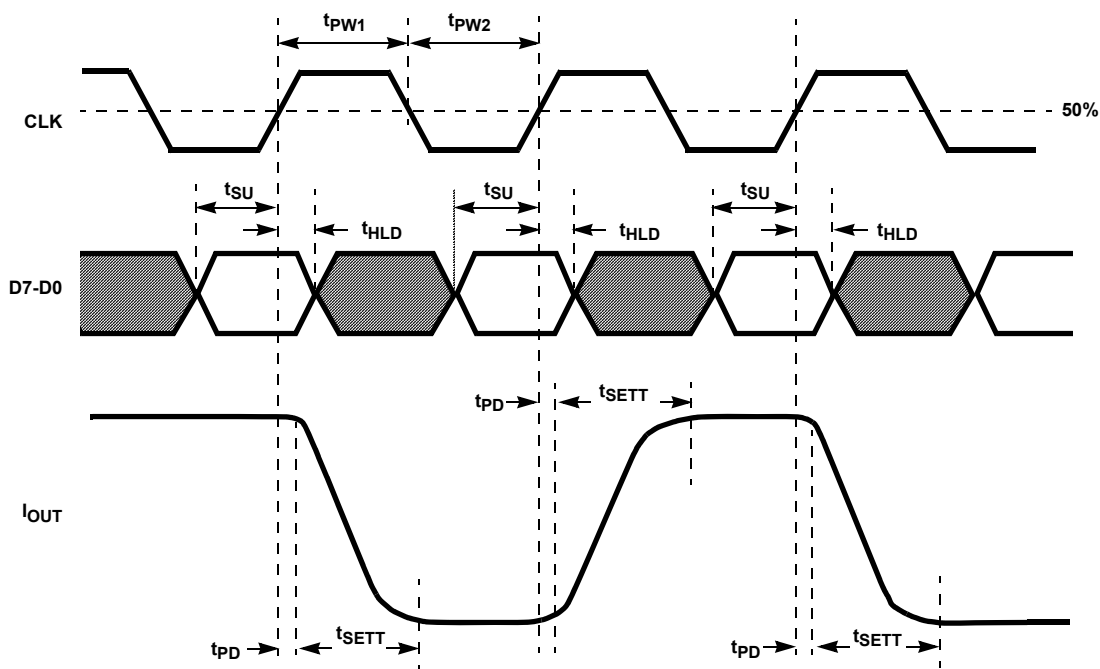 tPW1 tPW2
CLK
50%
tSU tSU tSU
tHLD tHLD tHLD
D7-D0
tPD tSETT
IOUT
tPD tSETT tPD tSETT